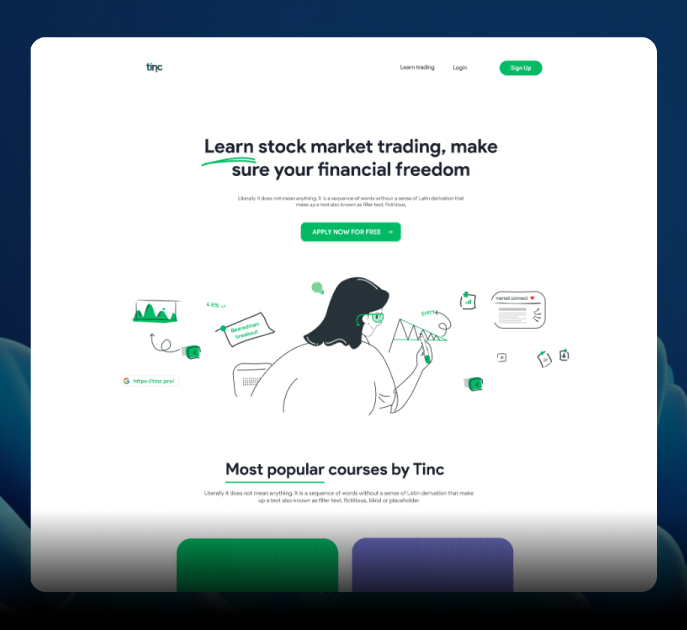 tinc
Learn trading
Login
Sign Up
Learn stock market trading, make
sure your financial freedom
Literally it does not mean anything. It is a sequence of words without a sense of Latin derivation that
make up a text also known as filler text, fictitious,
APPLY NOW FOR FREE →
4.6%
Bearedman
breakout
Entry
market connect
https://tinc.pro/
Most popular courses by Tinc
Literally it does not mean anything. It is a sequence of words without a sense of Latin derivation that make
up a text also known as filler text, fictitious, blind or placeholder